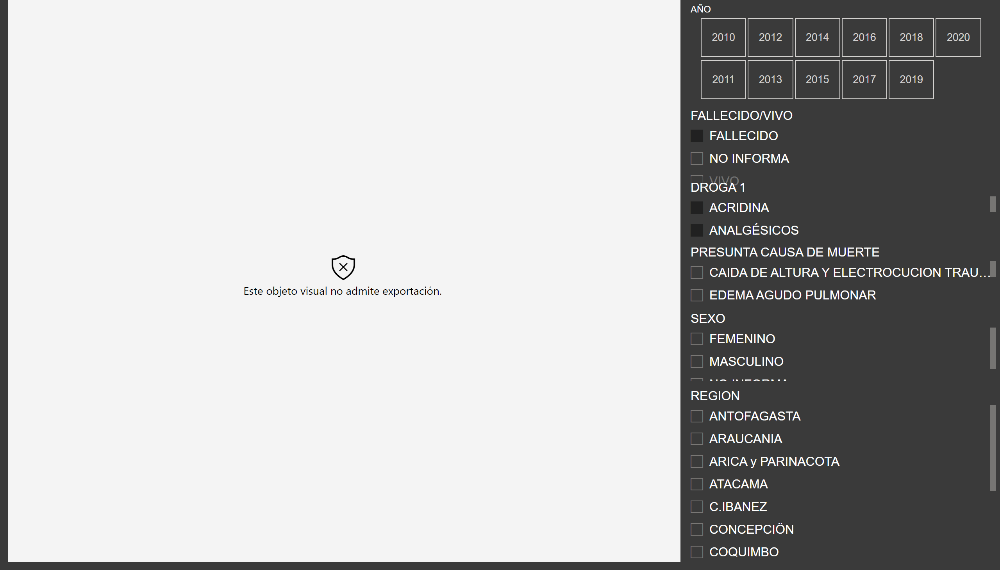 Este objeto visual no admite exportación.
AÑO
2010 2012 2014 2016 2018 2020
2011 2013 2015 2017 2019
FALLECIDO/VIVO
FALLECIDO
NO INFORMA
VIVO
DROGA 1
ACRIDINA
ANALGÉSICOS
PRESUNTA CAUSA DE MUERTE
CAIDA DE ALTURA Y ELECTROCUCION TRAU...
EDEMA AGUDO PULMONAR
SEXO
FEMENINO
MASCULINO
NO INFORMA
REGION
ANTOFAGASTA
ARAUCANIA
ARICA y PARINACOTA
ATACAMA
C.IBANEZ
CONCEPCIÖN
COQUIMBO